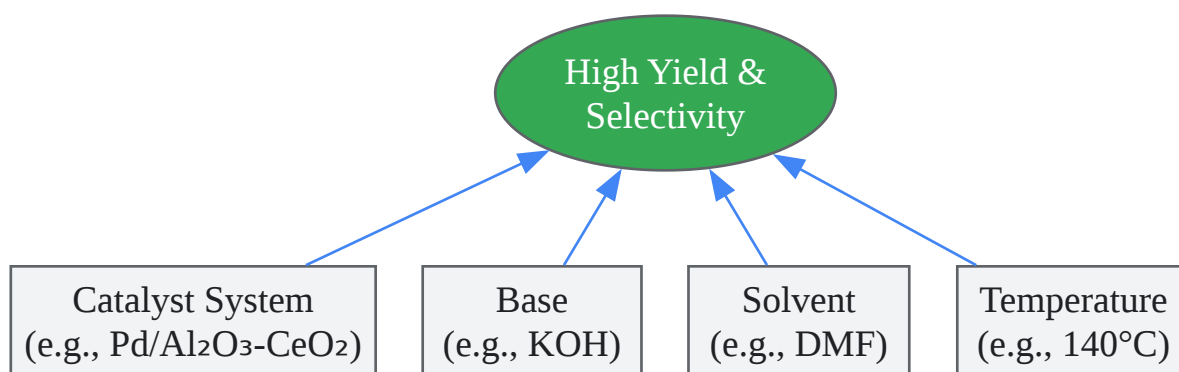 High Yield &
Selectivity
Catalyst System
(e.g., Pd/Al₂O₃-CeO₂)
Base
(e.g., KOH)
Solvent
(e.g., DMF)
Temperature
(e.g., 140°C)